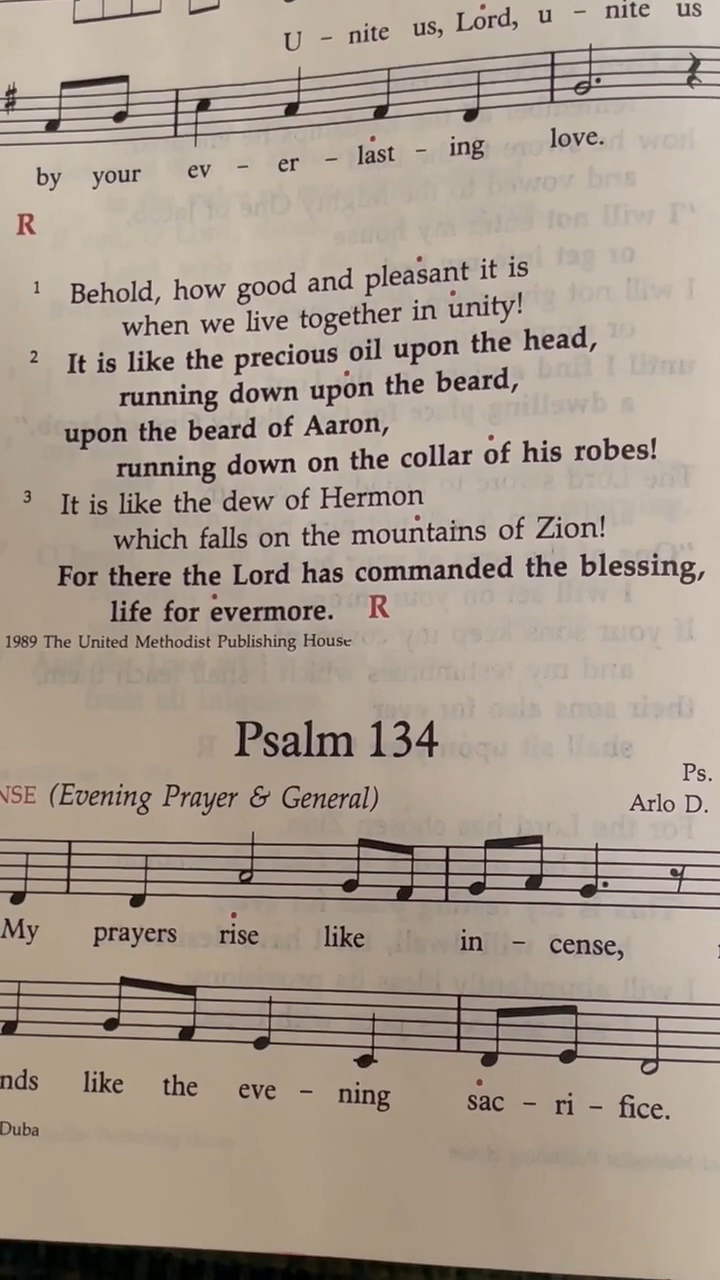 U – nite us, Lord, u – nite us
by your ev – er – last – ing love.
R
1 Behold, how good and pleasant it is
when we live together in unity!
2 It is like the precious oil upon the head,
running down upon the beard,
upon the beard of Aaron,
running down on the collar of his robes!
3 It is like the dew of Hermon
which falls on the mountains of Zion!
For there the Lord has commanded the blessing,
life for evermore. R
1989 The United Methodist Publishing House
Psalm 134
NSE (Evening Prayer & General)
Ps.
Arlo D.
My prayers rise like in – cense,
nds like the eve – ning sac – ri – fice.
Duba